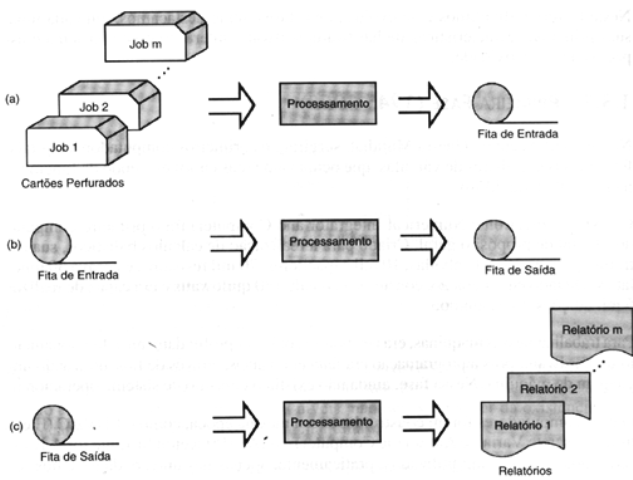 Job m
(a)
Job 2
Processamento
Job 1
Fita de Entrada
Cartões Perfurados
(b)
Processamento
Fita de Entrada
Fita de Saída
Relatório m
Relatório 2
(c)
Processamento
Relatório 1
Fita de Saída
Relatórios